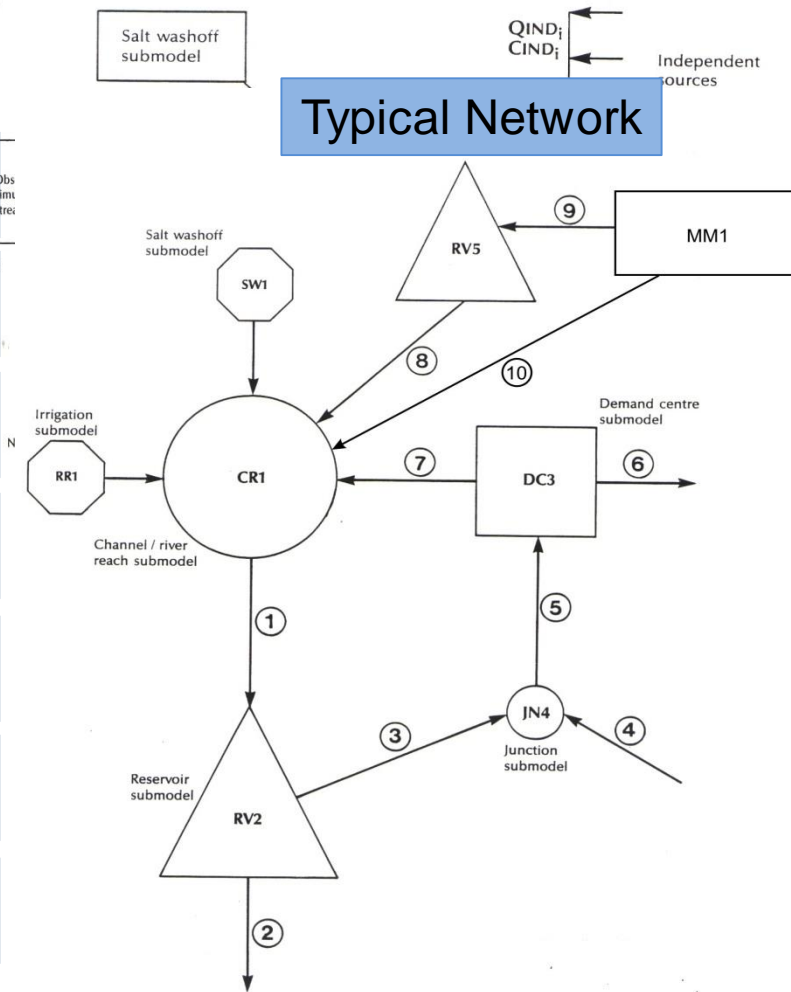 Salt washoff
submodel
QINDi
CINDi
Independent
sources
Typical Network
Salt washoff
submodel
SW1
RV5
9
MM1
8
10
Irrigation
submodel
N
RR1
CR1
7
Demand centre
submodel
DC3
6
Channel / river
reach submodel
1
5
3
JN4
4
Junction
submodel
Reservoir
submodel
RV2
2